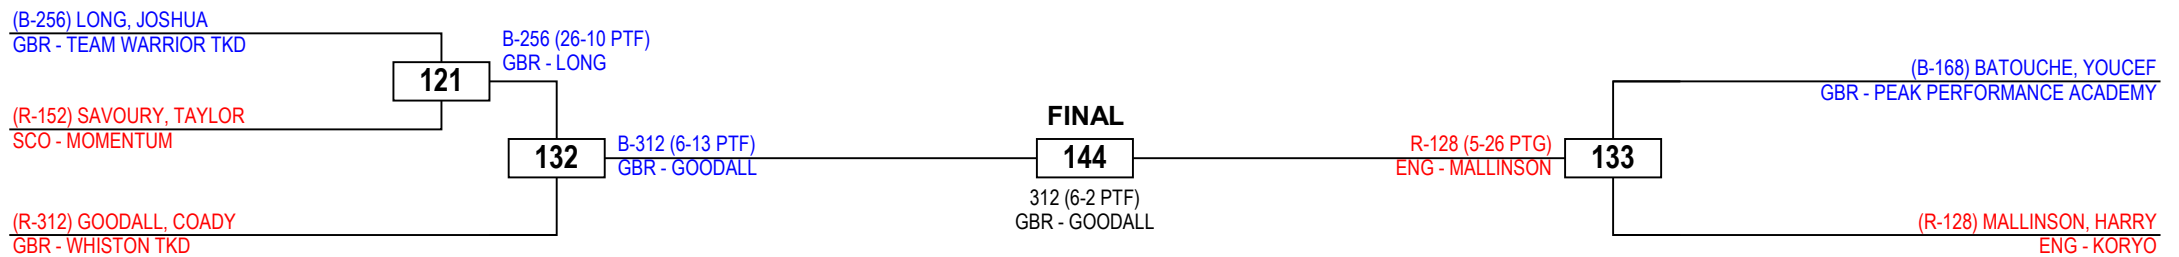 (B-256) LONG, JOSHUA
GBR - TEAM WARRIOR TKD
(R-152) SAVOURY, TAYLOR
SCO - MOMENTUM
(R-312) GOODALL, COADY
GBR - WHISTON TKD
121
B-256 (26-10 PTF)
GBR - LONG
132
B-312 (6-13 PTF)
GBR - GOODALL
FINAL
144
312 (6-2 PTF)
GBR - GOODALL
R-128 (5-26 PTG)
ENG - MALLINSON
133
(B-168) BATOUCHE, YOUCEF
GBR - PEAK PERFORMANCE ACADEMY
(R-128) MALLINSON, HARRY
ENG - KORYO